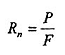 Rₙ = P/F